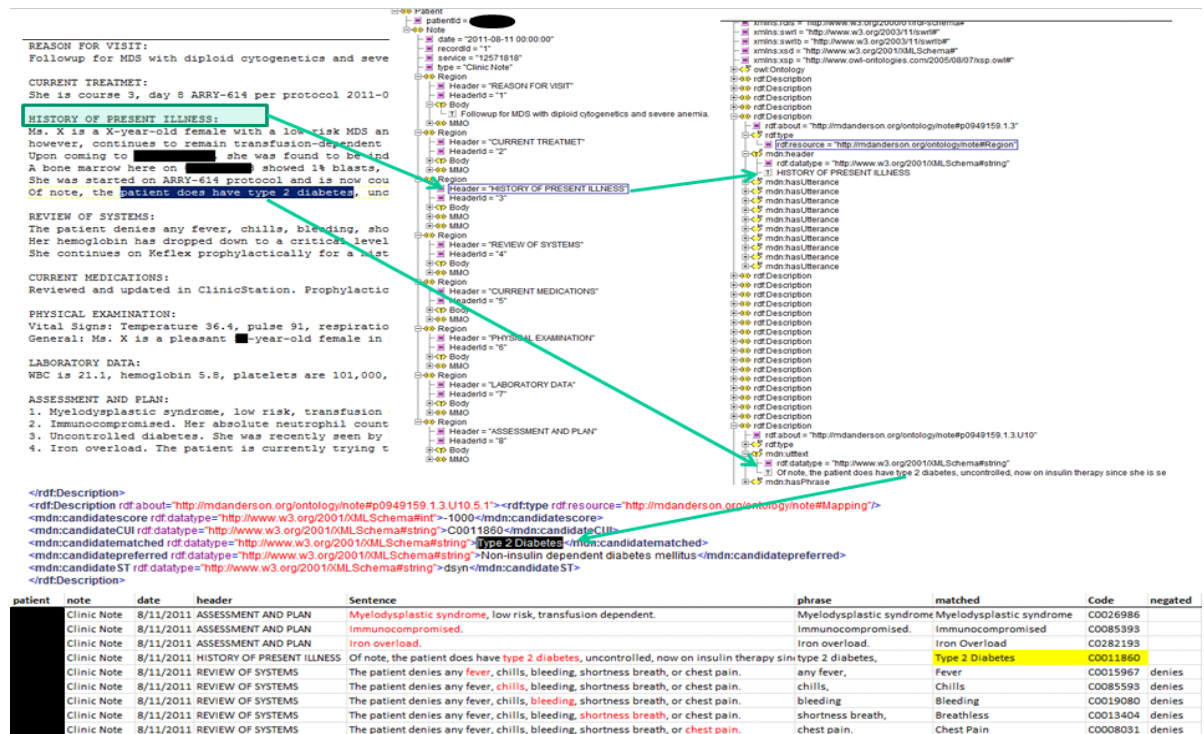 REASON FOR VISIT:
Followup for MDS with diploid cytogenetics and seve
CURRENT TREATMET:
She is course 3, day 8 ARRY-614 per protocol 2011-0
HISTORY OF PRESENT ILLNESS:
Ms. X is a X-year-old female with a low risk MDS an
however, continues to remain transfusion-dependent
Upon coming to , she was found to be ind
A bone marrow here on ( ) showed 1% blasts,
She was started on ARRY-614 protocol and is now cou
Of note, the patient does have type 2 diabetes, unc
REVIEW OF SYSTEMS:
The patient denies any fever, chills, bleeding, sho
Her hemoglobin has dropped down to a critical level
She continues on Keflex prophylactically for a hist
CURRENT MEDICATIONS:
Reviewed and updated in ClinicStation. Prophylactic
PHYSICAL EXAMINATION:
Vital Signs: Temperature 36.4, pulse 91, respiratio
General: Ms. X is a pleasant -year-old female in
LABORATORY DATA:
WBC is 21.1, hemoglobin 5.8, platelets are 101,000,
ASSESSMENT AND PLAN:
1. Myelodysplastic syndrome, low risk, transfusion
2. Immunocompromised. Her absolute neutrophil count
3. Uncontrolled diabetes. She was recently seen by
4. Iron overload. The patient is currently trying t
Patient
patientId =
Note
date = "2011-08-11 00:00:00"
recordId = "1"
service = "12571818"
type = "Clinic Note"
Region
Header = "REASON FOR VISIT"
HeaderId = "1"
Body
Followup for MDS with diploid cytogenetics and severe anemia.
Region
Header = "CURRENT TREATMET"
HeaderId = "2"
Body
MMO
Region
Header = "HISTORY OF PRESENT ILLNESS"
HeaderId = "3"
Body
MMO
MMO
Region
Header = "REVIEW OF SYSTEMS"
HeaderId = "4"
Body
MMO
Region
Header = "CURRENT MEDICATIONS"
HeaderId = "5"
Body
MMO
Region
Header = "PHYSICAL EXAMINATION"
HeaderId = "6"
Body
MMO
Region
Header = "LABORATORY DATA"
HeaderId = "7"
Body
MMO
Region
Header = "ASSESSMENT AND PLAN"
HeaderId = "8"
Body
MMO
xmlns:rdfs = "http://www.w3.org/2000/01/rdf-schema#"
xmlns:swrl = "http://www.w3.org/2003/11/swrl#"
xmlns:swrlb = "http://www.w3.org/2003/11/swrlb#"
xmlns:xsd = "http://www.w3.org/2001/XMLSchema#"
xmlns:xsp = "http://www.owl-ontologies.com/2005/08/07/xsp.owl#"
owl:Ontology
rdf:Description
rdf:Description
rdf:Description
rdf:Description
rdf:about = "http://mdanderson.org/ontology/note#p0949159.1.3"
rdf:type
rdf:resource = "http://mdanderson.org/ontology/note#Region"
mdn:header
rdf:datatype = "http://www.w3.org/2001/XMLSchema#string"
HISTORY OF PRESENT ILLNESS
mdn:hasUtterance
mdn:hasUtterance
mdn:hasUtterance
mdn:hasUtterance
mdn:hasUtterance
mdn:hasUtterance
mdn:hasUtterance
mdn:hasUtterance
mdn:hasUtterance
mdn:hasUtterance
rdf:Description
rdf:Description
rdf:Description
rdf:Description
rdf:Description
rdf:Description
rdf:Description
rdf:Description
rdf:Description
rdf:Description
rdf:Description
rdf:Description
rdf:Description
rdf:Description
rdf:about = "http://mdanderson.org/ontology/note#p0949159.1.3.U10"
rdf:type
mdn:utttext
rdf:datatype = "http://www.w3.org/2001/XMLSchema#string"
Of note, the patient does have type 2 diabetes, uncontrolled, now on insulin therapy since she is se
mdn:hasPhrase
</rdf:Description>
<rdf:Description rdf:about="http://mdanderson.org/ontology/note#p0949159.1.3.U10.5.1"><rdf:type rdf:resource="http://mdanderson.org/ontology/note#Mapping"/>
<mdn:candidatescore rdf:datatype="http://www.w3.org/2001/XMLSchema#int">-1000</mdn:candidatescore>
<mdn:candidateCUI rdf:datatype="http://www.w3.org/2001/XMLSchema#string">C0011860</mdn:candidateCUI>
<mdn:candidatematched rdf:datatype="http://www.w3.org/2001/XMLSchema#string">Type 2 Diabetes</mdn:candidatematched>
<mdn:candidatepreferred rdf:datatype="http://www.w3.org/2001/XMLSchema#string">Non-insulin dependent diabetes mellitus</mdn:candidatepreferred>
<mdn:candidateST rdf:datatype="http://www.w3.org/2001/XMLSchema#string">dsyn</mdn:candidateST>
</rdf:Description>
patient note date header Sentence phrase matched Code negated
Clinic Note 8/11/2011 ASSESSMENT AND PLAN Myelodysplastic syndrome, low risk, transfusion dependent. Myelodysplastic syndrome Myelodysplastic syndrome C0026986
Clinic Note 8/11/2011 ASSESSMENT AND PLAN Immunocompromised. Immunocompromised. Immunocompromised C0085393
Clinic Note 8/11/2011 ASSESSMENT AND PLAN Iron overload. Iron overload. Iron Overload C0282193
Clinic Note 8/11/2011 HISTORY OF PRESENT ILLNESS Of note, the patient does have type 2 diabetes, uncontrolled, now on insulin therapy sin type 2 diabetes, Type 2 Diabetes C0011860
Clinic Note 8/11/2011 REVIEW OF SYSTEMS The patient denies any fever, chills, bleeding, shortness breath, or chest pain. any fever, Fever C0015967 denies
Clinic Note 8/11/2011 REVIEW OF SYSTEMS The patient denies any fever, chills, bleeding, shortness breath, or chest pain. chills, Chills C0085593 denies
Clinic Note 8/11/2011 REVIEW OF SYSTEMS The patient denies any fever, chills, bleeding, shortness breath, or chest pain. bleeding Bleeding C0019080 denies
Clinic Note 8/11/2011 REVIEW OF SYSTEMS The patient denies any fever, chills, bleeding, shortness breath, or chest pain. shortness breath, Breathless C0013404 denies
Clinic Note 8/11/2011 REVIEW OF SYSTEMS The patient denies any fever, chills, bleeding, shortness breath, or chest pain. chest pain. Chest Pain C0008031 denies